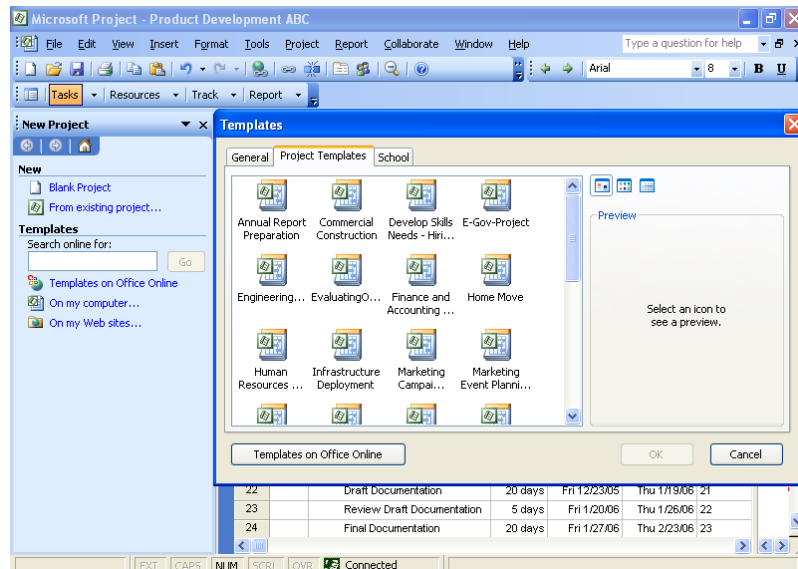 Microsoft Project - Product Development ABC
File Edit View Insert Format Tools Project Report Collaborate Window Help Type a question for help
Arial 8 B U
Tasks Resources Track Report
New Project
New
Blank Project
From existing project...
Templates
Search online for:
Go
Templates on Office Online
On my computer...
On my Web sites...
Templates
General Project Templates School
Annual Report Preparation
Commercial Construction
Develop Skills Needs - Hiri...
E-Gov-Project
Engineering...
EvaluatingO...
Finance and Accounting ...
Home Move
Human Resources ...
Infrastructure Deployment
Marketing Campai...
Marketing Event Planni...
Preview
Select an icon to
see a preview.
Templates on Office Online OK Cancel
22 Draft Documentation 20 days Fri 12/23/05 Thu 1/19/06 21
23 Review Draft Documentation 5 days Fri 1/20/06 Thu 1/26/06 22
24 Final Documentation 20 days Fri 1/27/06 Thu 2/23/06 23
EXT CAPS NUM SCRL OVR Connected